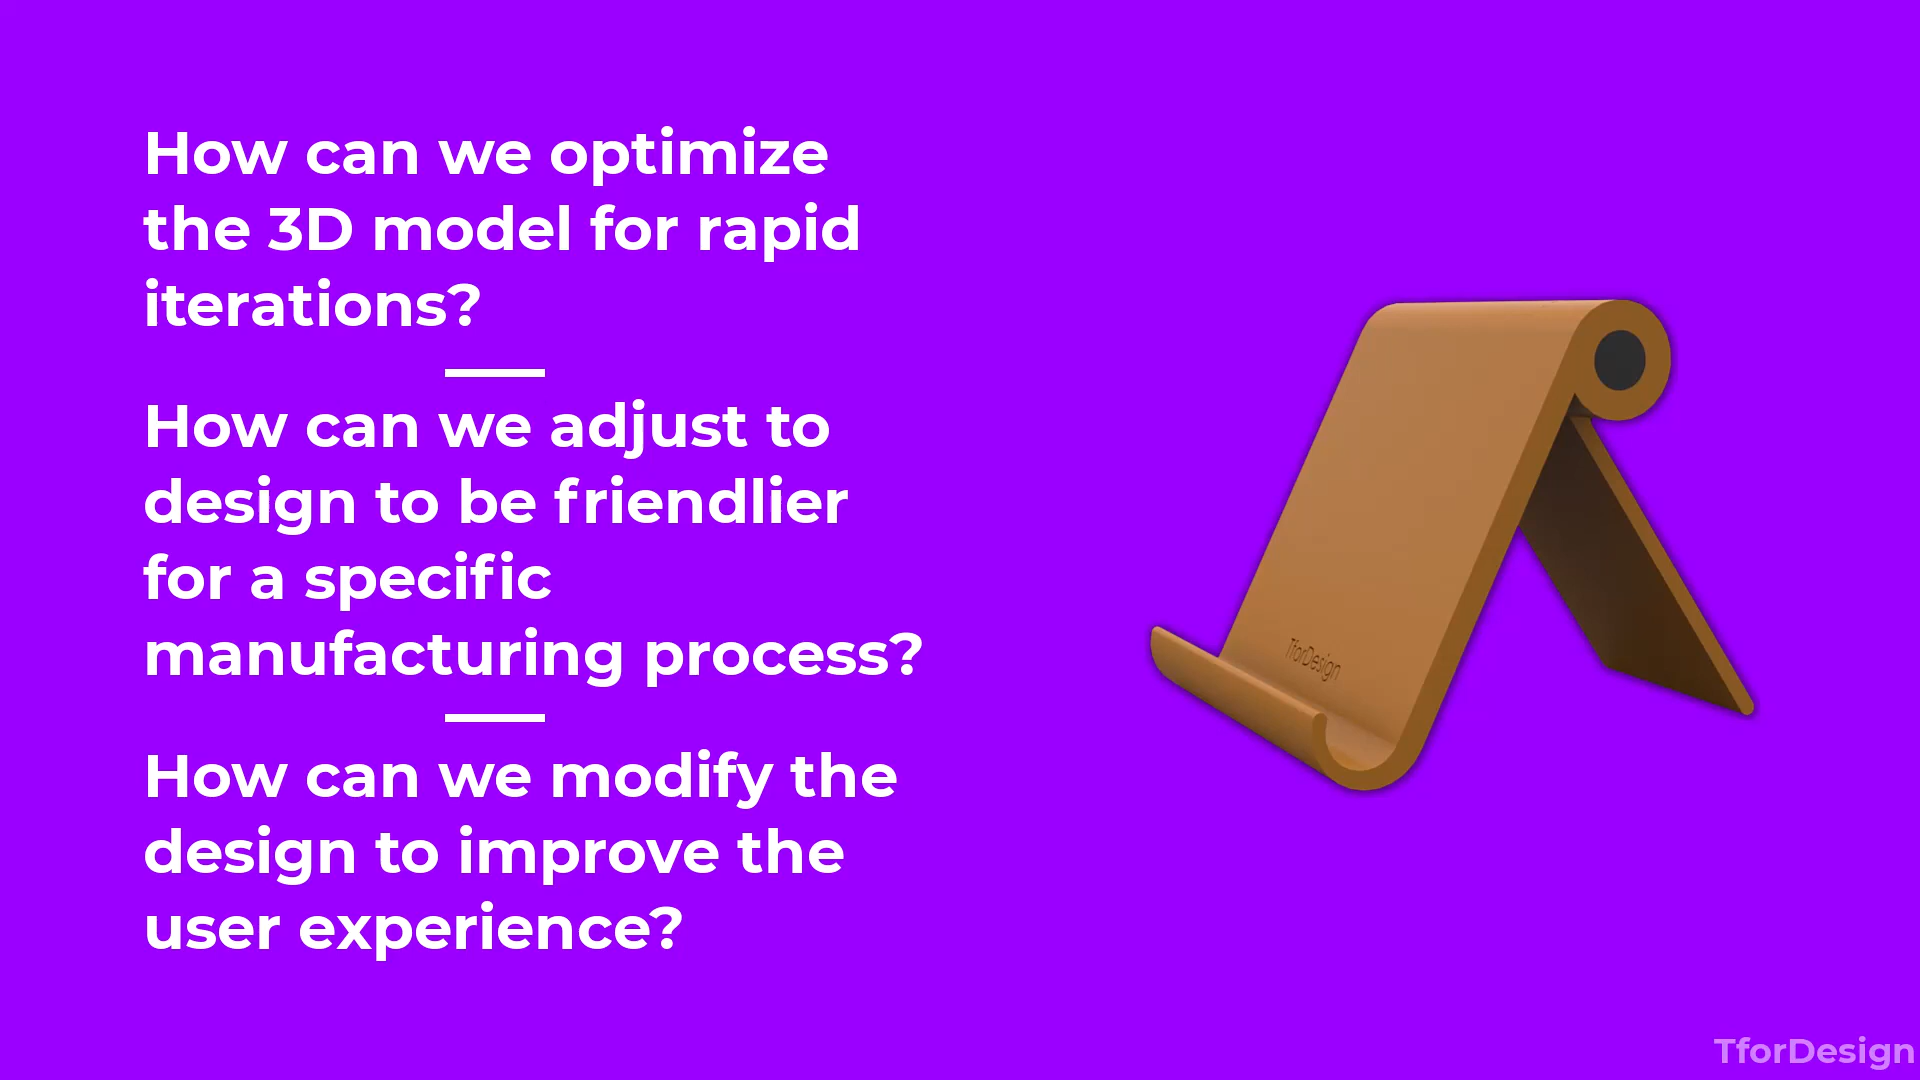 How can we optimize
the 3D model for rapid
iterations?
How can we adjust to
design to be friendlier
for a specific
manufacturing process?
How can we modify the
design to improve the
user experience?
TforDesign
TforDesign